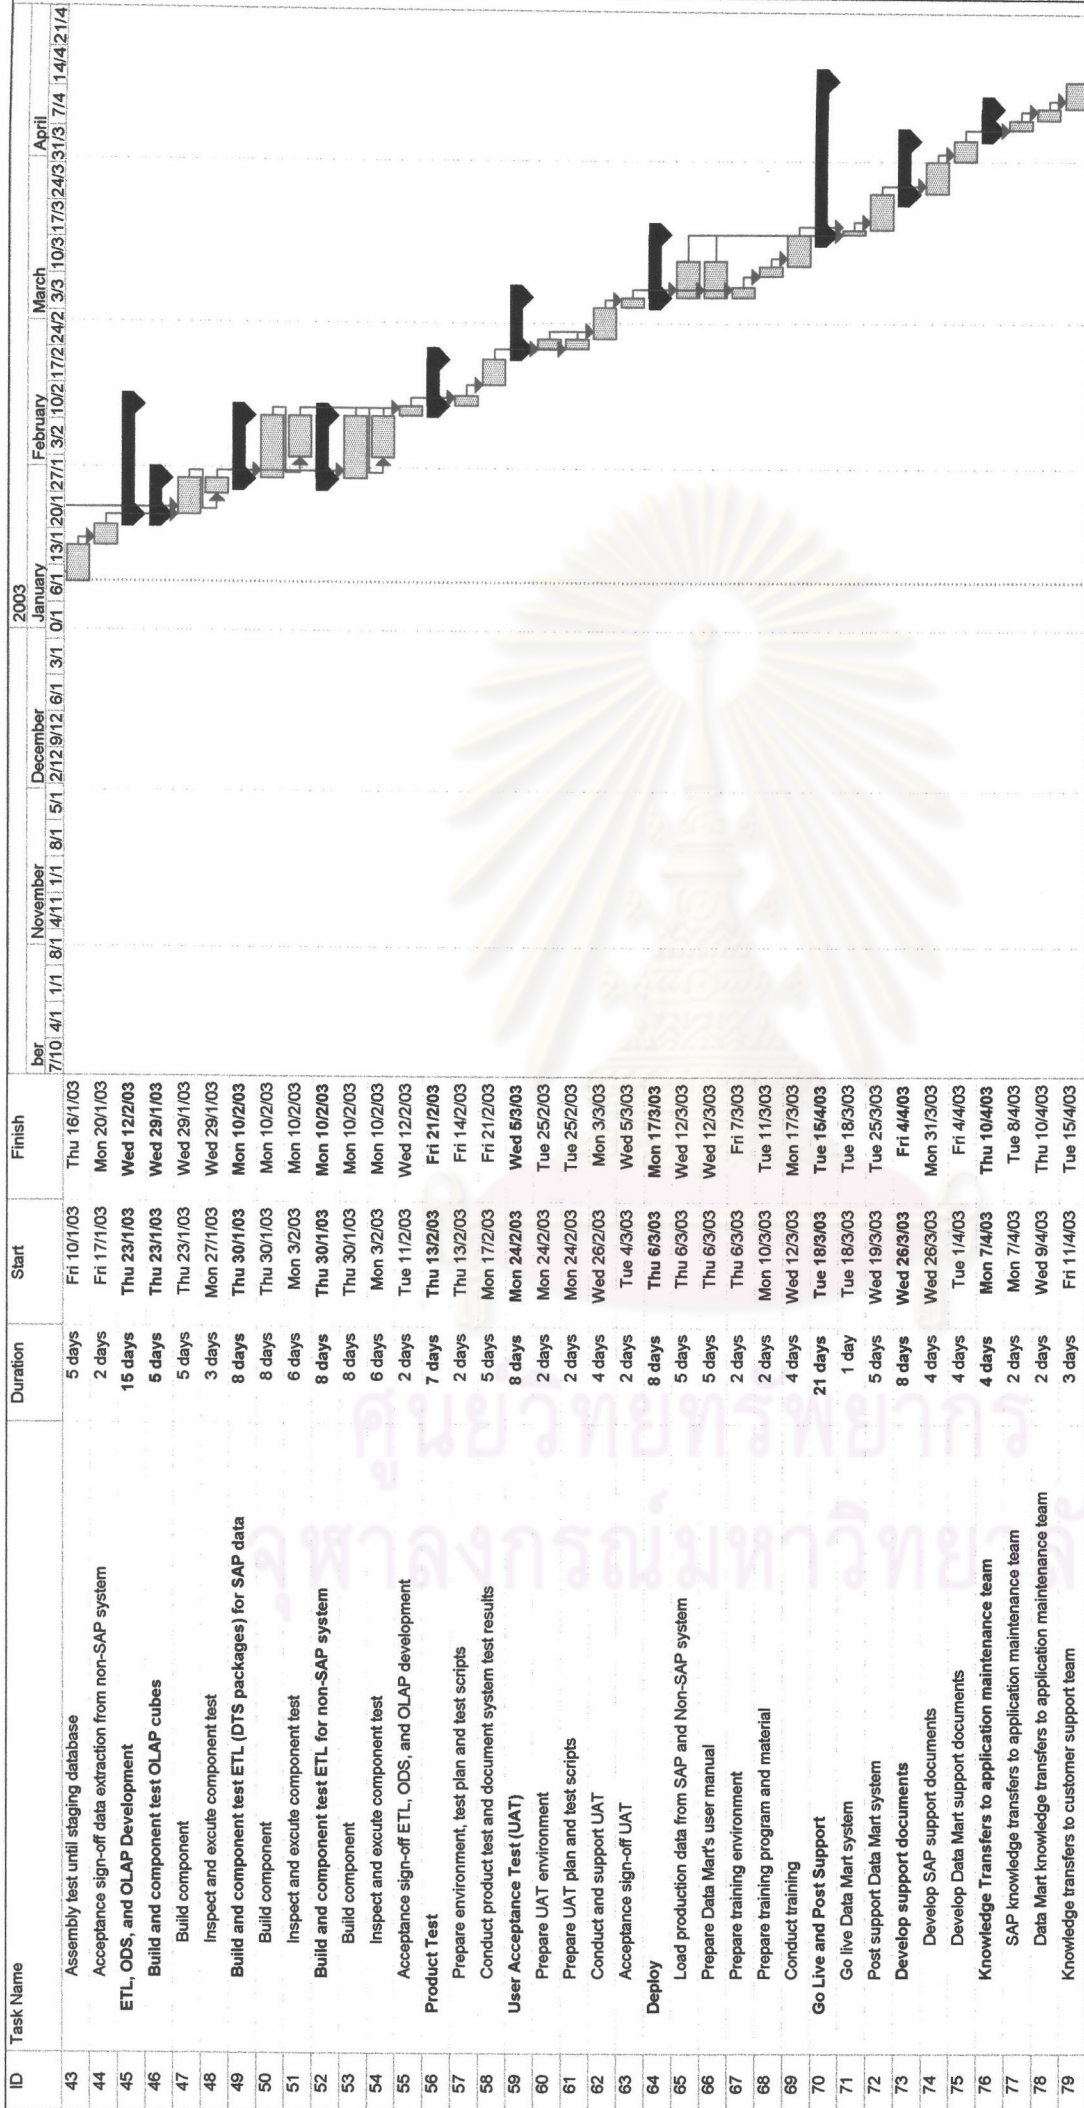 ID Task Name Duration Start Finish
2003
ber November December January February March April
7/10 4/1 1/1 8/1 4/11 1/1 8/1 5/1 2/12 9/12 6/1 3/1 0/1 6/1 13/1 20/1 27/1 3/2 10/2 17/2 24/2 3/3 10/3 17/3 24/3 31/3 7/4 14/4 21/4
43 Assembly test until staging database 5 days Fri 10/1/03 Thu 16/1/03
44 Acceptance sign-off data extraction from non-SAP system 2 days Fri 17/1/03 Mon 20/1/03
45 ETL, ODS, and OLAP Development 15 days Thu 23/1/03 Wed 12/2/03
46 Build and component test OLAP cubes 5 days Thu 23/1/03 Wed 29/1/03
47 Build component 5 days Thu 23/1/03 Wed 29/1/03
48 Inspect and excute component test 3 days Mon 27/1/03 Wed 29/1/03
49 Build and component test ETL (DTS packages) for SAP data 8 days Thu 30/1/03 Mon 10/2/03
50 Build component 8 days Thu 30/1/03 Mon 10/2/03
51 Inspect and excute component test 6 days Mon 3/2/03 Mon 10/2/03
52 Build and component test ETL for non-SAP system 8 days Thu 30/1/03 Mon 10/2/03
53 Build component 8 days Thu 30/1/03 Mon 10/2/03
54 Inspect and excute component test 6 days Mon 3/2/03 Mon 10/2/03
55 Acceptance sign-off ETL, ODS, and OLAP development 2 days Tue 11/2/03 Wed 12/2/03
56 Product Test 7 days Thu 13/2/03 Fri 21/2/03
57 Prepare environment, test plan and test scripts 2 days Thu 13/2/03 Fri 14/2/03
58 Conduct product test and document system test results 5 days Mon 17/2/03 Fri 21/2/03
59 User Acceptance Test (UAT) 8 days Mon 24/2/03 Wed 5/3/03
60 Prepare UAT environment 2 days Mon 24/2/03 Tue 25/2/03
61 Prepare UAT plan and test scripts 2 days Mon 24/2/03 Tue 25/2/03
62 Conduct and support UAT 4 days Wed 26/2/03 Mon 3/3/03
63 Acceptance sign-off UAT 2 days Tue 4/3/03 Wed 5/3/03
64 Deploy 8 days Thu 6/3/03 Mon 17/3/03
65 Load production data from SAP and Non-SAP system 5 days Thu 6/3/03 Wed 12/3/03
66 Prepare Data Mart's user manual 5 days Thu 6/3/03 Wed 12/3/03
67 Prepare training environment 2 days Thu 6/3/03 Fri 7/3/03
68 Prepare training program and material 2 days Mon 10/3/03 Tue 11/3/03
69 Conduct training 4 days Wed 12/3/03 Mon 17/3/03
70 Go Live and Post Support 21 days Tue 18/3/03 Tue 15/4/03
71 Go live Data Mart system 1 day Tue 18/3/03 Tue 18/3/03
72 Post support Data Mart system 5 days Wed 19/3/03 Tue 25/3/03
73 Develop support documents 8 days Wed 26/3/03 Fri 4/4/03
74 Develop SAP support documents 4 days Wed 26/3/03 Mon 31/3/03
75 Develop Data Mart support documents 4 days Tue 1/4/03 Fri 4/4/03
76 Knowledge Transfers to application maintenance team 4 days Mon 7/4/03 Thu 10/4/03
77 SAP knowledge transfers to application maintenance team 2 days Mon 7/4/03 Tue 8/4/03
78 Data Mart knowledge transfers to application maintenance team 2 days Wed 9/4/03 Thu 10/4/03
79 Knowledge transfers to customer support team 3 days Fri 11/4/03 Tue 15/4/03
ศูนย์วิทยทรัพยากร
จุฬาลงกรณ์มหาวิทยาลัย